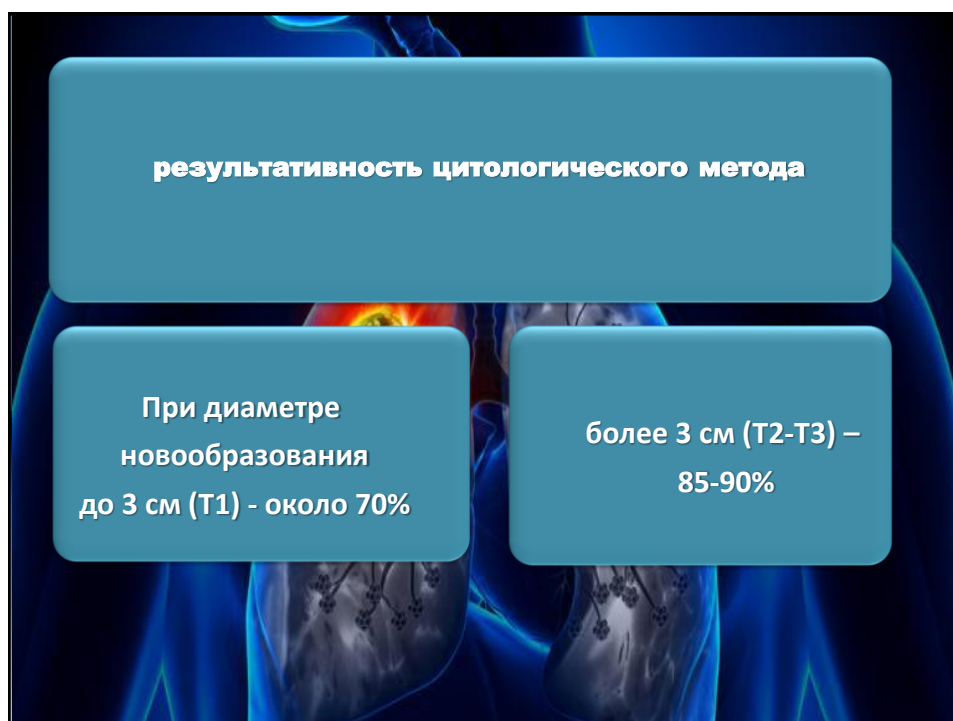 результативность цитологического метода
При диаметре
новообразования
до 3 см (Т1) - около 70%
более 3 см (Т2-Т3) –
85-90%